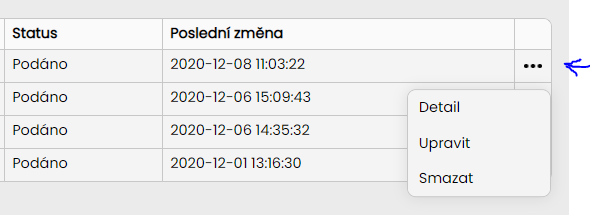 Status Poslední změna
Podáno 2020-12-08 11:03:22 •••
Podáno 2020-12-06 15:09:43
Detail
Podáno 2020-12-06 14:35:32
Upravit
Podáno 2020-12-01 13:16:30
Smazat